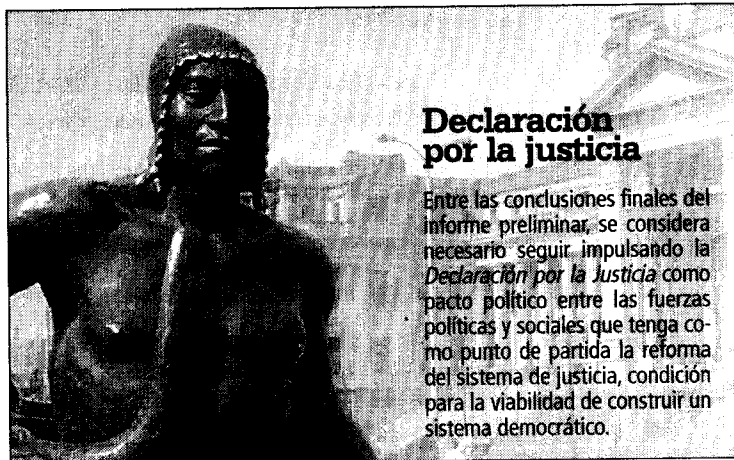 Declaración
por la justicia
Entre las conclusiones finales del
informe preliminar, se considera
necesario seguir impulsando la
Declaración por la Justicia como
pacto político entre las fuerzas
políticas y sociales que tenga co-
mo punto de partida la reforma
del sistema de justicia, condición
para la viabilidad de construir un
sistema democrático.